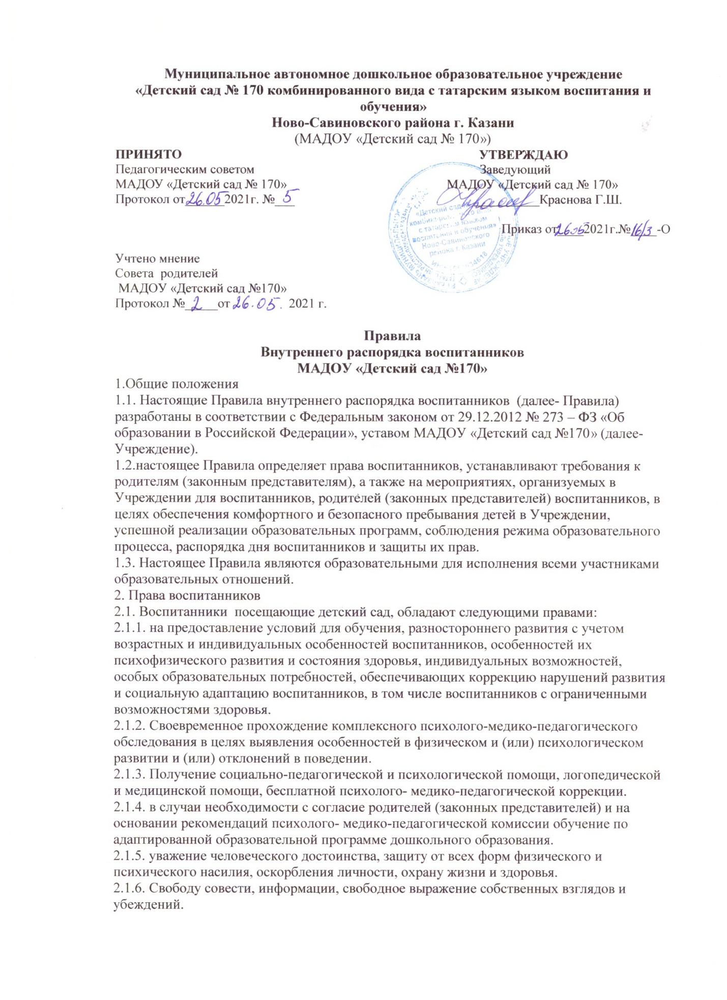 Муниципальное автономное дошкольное образовательное учреждение
«Детский сад № 170 комбинированного вида с татарским языком воспитания и
обучения»
Ново-Савиновского района г. Казани
(МАДОУ «Детский сад № 170»)
ПРИНЯТО УТВЕРЖДАЮ
Педагогическим советом Заведующий
МАДОУ «Детский сад № 170» МАДОУ «Детский сад № 170»
Протокол от 26.05 2021г. № 5 Краснова Г.Ш.
«Детский сад
комбинированного вида
с татарским языком
воспитания и обучения»
Ново-Савиновского
района г. Казани
Приказ от 26.05 2021г.№ 16/3 -О
Учтено мнение
Совета родителей
МАДОУ «Детский сад №170»
Протокол № 2 от 26.05. 2021 г.
Правила
Внутреннего распорядка воспитанников
МАДОУ «Детский сад №170»
1.Общие положения
1.1. Настоящие Правила внутреннего распорядка воспитанников (далее- Правила)
разработаны в соответствии с Федеральным законом от 29.12.2012 № 273 – ФЗ «Об
образовании в Российской Федерации», уставом МАДОУ «Детский сад №170» (далее-
Учреждение).
1.2.настоящее Правила определяет права воспитанников, устанавливают требования к
родителям (законным представителям), а также на мероприятиях, организуемых в
Учреждении для воспитанников, родителей (законных представителей) воспитанников, в
целях обеспечения комфортного и безопасного пребывания детей в Учреждении,
успешной реализации образовательных программ, соблюдения режима образовательного
процесса, распорядка дня воспитанников и защиты их прав.
1.3. Настоящее Правила являются образовательными для исполнения всеми участниками
образовательных отношений.
2. Права воспитанников
2.1. Воспитанники посещающие детский сад, обладают следующими правами:
2.1.1. на предоставление условий для обучения, разностороннего развития с учетом
возрастных и индивидуальных особенностей воспитанников, особенностей их
психофизического развития и состояния здоровья, индивидуальных возможностей,
особых образовательных потребностей, обеспечивающих коррекцию нарушений развития
и социальную адаптацию воспитанников, в том числе воспитанников с ограниченными
возможностями здоровья.
2.1.2. Своевременное прохождение комплексного психолого-медико-педагогического
обследования в целях выявления особенностей в физическом и (или) психологическом
развитии и (или) отклонений в поведении.
2.1.3. Получение социально-педагогической и психологической помощи, логопедической
и медицинской помощи, бесплатной психолого- медико-педагогической коррекции.
2.1.4. в случаи необходимости с согласие родителей (законных представителей) и на
основании рекомендаций психолого- медико-педагогической комиссии обучение по
адаптированной образовательной программе дошкольного образования.
2.1.5. уважение человеческого достоинства, защиту от всех форм физического и
психического насилия, оскорбления личности, охрану жизни и здоровья.
2.1.6. Свободу совести, информации, свободное выражение собственных взглядов и
убеждений.